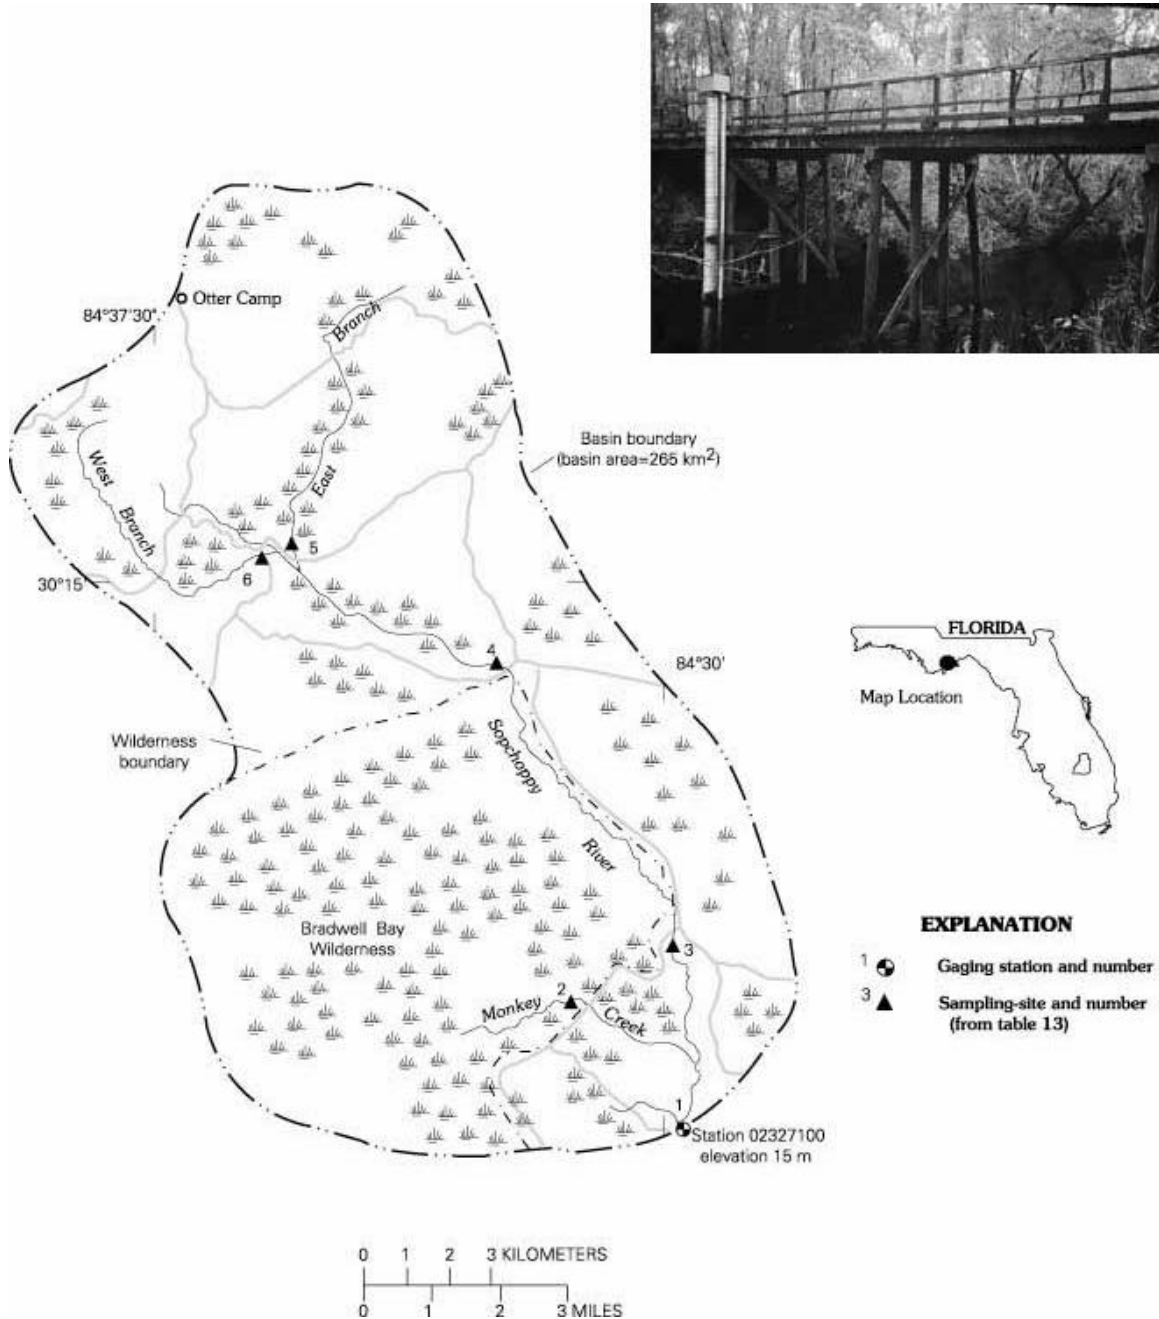 Otter Camp
84°37'30"
Branch
Basin boundary
(basin area=265 km2)
West
Branch
East
5
6
30°15'
4
84°30'
FLORIDA
Map Location
Wilderness
boundary
Sopchoppy
River
Bradwell Bay
Wilderness
3
2
Monkey
Creek
1
Station 02327100
elevation 15 m
EXPLANATION
1 Gaging station and number
3 Sampling-site and number
(from table 13)
0 1 2 3 KILOMETERS
0 1 2 3 MILES